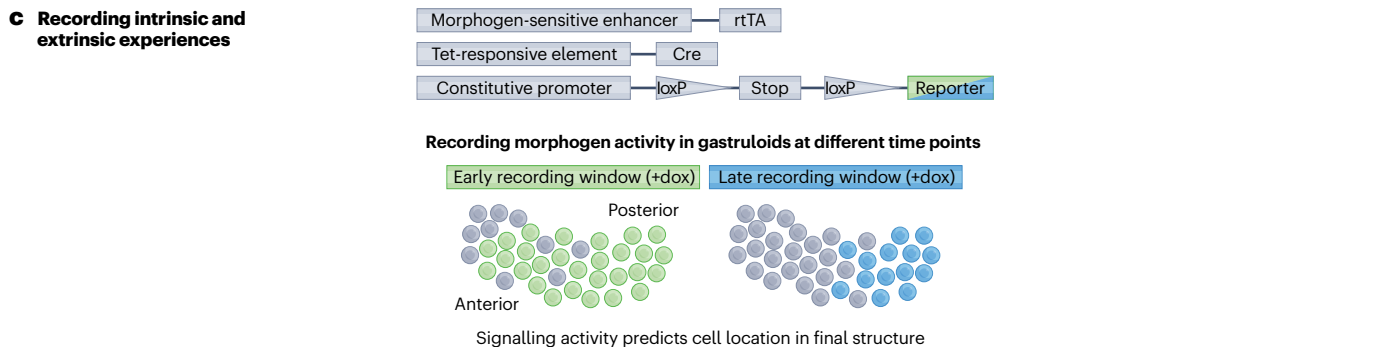 C Recording intrinsic and
extrinsic experiences
Morphogen-sensitive enhancer rtTA
Tet-responsive element Cre
Constitutive promoter loxP Stop loxP Reporter
Recording morphogen activity in gastruloids at different time points
Early recording window (+dox) Late recording window (+dox)
Posterior
Anterior
Signalling activity predicts cell location in final structure